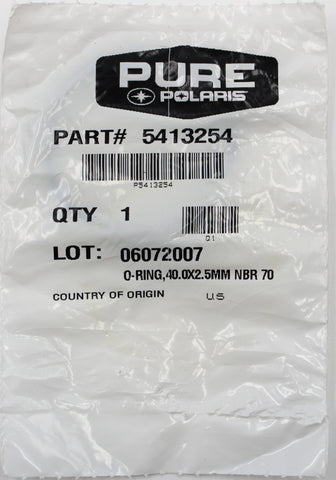 PURE
POLARIS
PART# 5413254
P5413254
QTY 1
Q1
LOT: 06072007
O-RING,40.0X2.5MM NBR 70
COUNTRY OF ORIGIN US